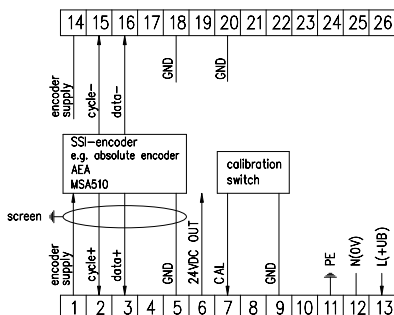 14 15 16 17 18 19 20 21 22 23 24 25 26
encoder
supply
cycle-
data-
GND
GND
SSI-encoder
e.g. absolute encoder
AEA
MSA510
calibration
switch
screen
encoder
supply
cycle+
data+
GND
24VDC OUT
CAL
GND
PE
N(0V)
L(+UB)
1 2 3 4 5 6 7 8 9 10 11 12 13